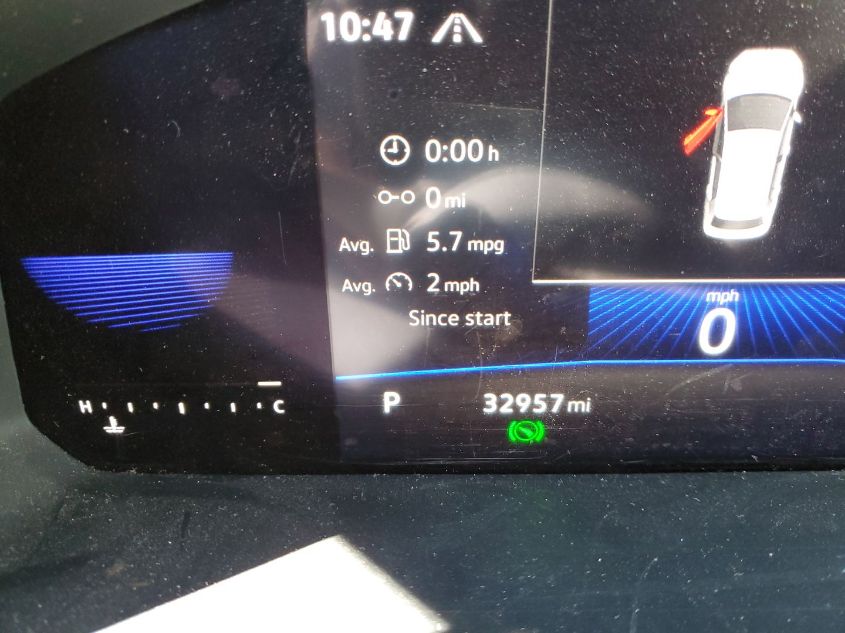 10:47
0:00 h
0 mi
Avg. 5.7 mpg
Avg. 2 mph
Since start
mph
0
H C
P 32957 mi